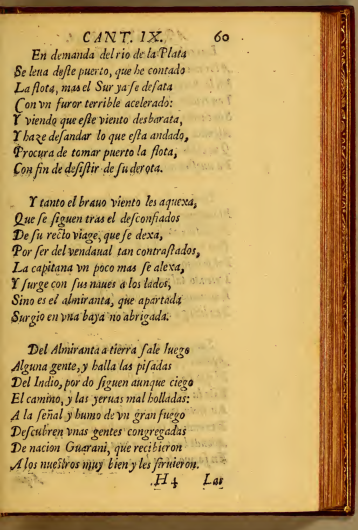 CANT. IX. 60
En demanda del rio de la Plata
Se leua deſte puerto, que he contado
La flota, mas el Sur ya ſe deſata
Con vn furor terrible acelerado:
Y viendo que eſte viento desbarata,
Y haze deſandar lo que eſta andado,
Procura de tomar puerto la flota,
Con fin de deſiſtir de ſu derota.
Y tanto el brauo viento les aquexa,
Que ſe ſiguen tras el deſconfiados
De ſu recto viage, que ſe dexa,
Por ſer del vendaual tan contraſtados,
La capitana vn poco mas ſe alexa,
Y ſurge con ſus naues a los lados,
Sino es el almiranta, que apartada
Surgio en vna baya no abrigada.
Del Almiranta a tierra ſale luego
Alguna gente, y halla las piſadas
Del Indio, por do ſiguen aunque ciego
El camino, y las yeruas mal holladas:
A la ſeñal y humo de vn gran fuego
Deſcubren vnas gentes congregadas
De nacion Guarani, que recibieron
A los nueſtros muy bien y les ſiruieron.
H4 Las